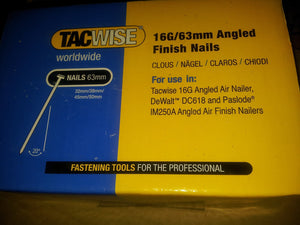 TACWISE
worldwide
NAILS 63mm
32mm/38mm/
45mm/50mm
20°
16G/63mm Angled
Finish Nails
CLOUS / NÄGEL / CLAROS / CHIODI
For use in:
Tacwise 16G Angled Air Nailer,
DeWalt™ DC618 and Paslode®
IM250A Angled Air Finish Nailers
FASTENING TOOLS FOR THE PROFESSIONAL